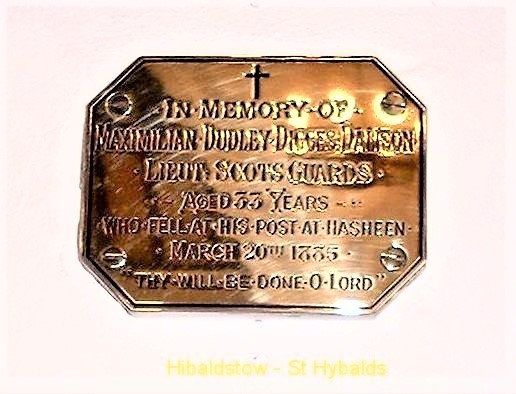 IN·MEMORY·OF·
MAXIMILIAN·DUDLEY·DIGGES·DALISON
·LIEUT·SCOTS GUARDS·
AGED 33 YEARS
WHO·FELL·AT·HIS·POST·AT·HASHEEN·
·MARCH 20TH 1885·
"THY·WILL·BE·DONE·O·LORD"
Hibaldstow - St Hybalds